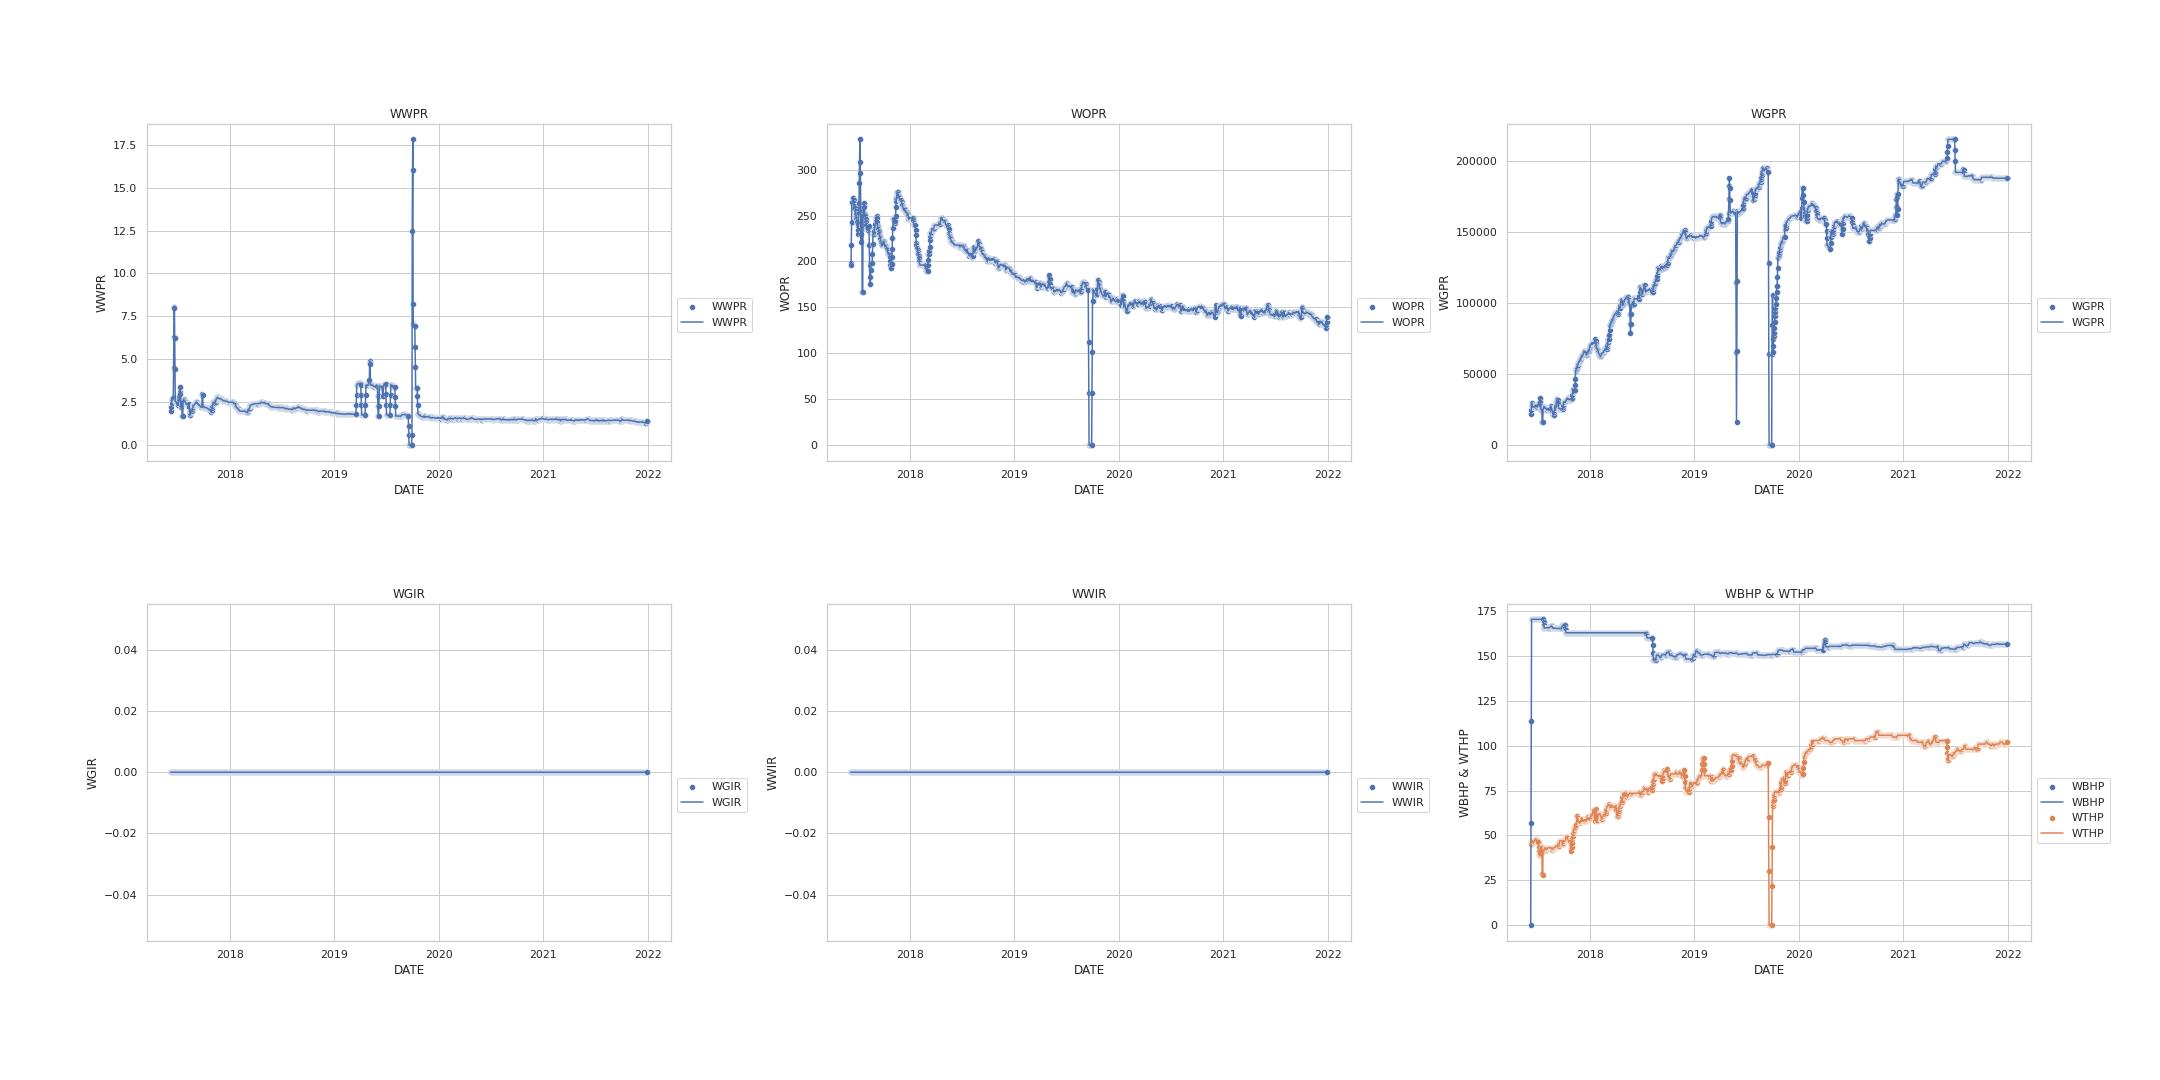 WWPR
WWPR
17.5
15.0
12.5
10.0
7.5
5.0
2.5
0.0
2018 2019 2020 2021 2022
DATE
WWPR
WWPR
WOPR
WOPR
300
250
200
150
100
50
0
2018 2019 2020 2021 2022
DATE
WOPR
WOPR
WGPR
WGPR
200000
150000
100000
50000
0
2018 2019 2020 2021 2022
DATE
WGPR
WGPR
WGIR
WGIR
0.04
0.02
0.00
−0.02
−0.04
2018 2019 2020 2021 2022
DATE
WGIR
WGIR
WWIR
WWIR
0.04
0.02
0.00
−0.02
−0.04
2018 2019 2020 2021 2022
DATE
WWIR
WWIR
WBHP & WTHP
WBHP & WTHP
175
150
125
100
75
50
25
0
2018 2019 2020 2021 2022
DATE
WBHP
WBHP
WTHP
WTHP